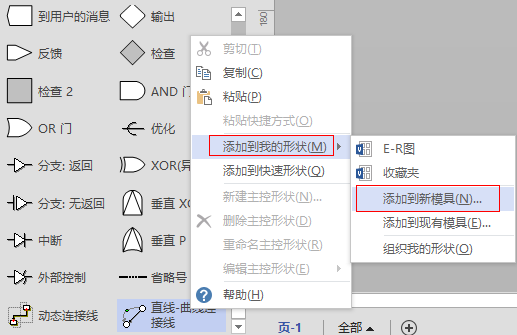 到用户的消息
输出
反馈
检查
检查 2
AND 门
OR 门
优化
分支: 返回
XOR(异
分支: 无返回
垂直 XO
中断
垂直 P
外部控制
省略号
动态连接线
直线-曲线连
接线
180
剪切(T)
复制(C)
粘贴(P)
粘贴快捷方式(O)
添加到我的形状(M)
添加到快速形状(Q)
新建主控形状(N)...
删除主控形状(D)
重命名主控形状(R)
编辑主控形状(E)
帮助(H)
E-R图
收藏夹
添加到新模具(N)...
添加到现有模具(E)...
组织我的形状(O)
页-1
全部